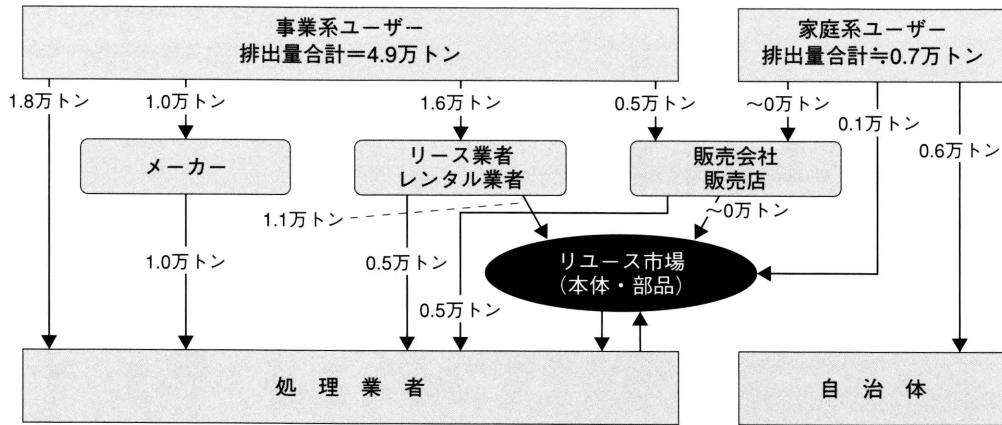 事業系ユーザー
排出量合計＝4.9万トン
家庭系ユーザー
排出量合計≒0.7万トン
1.8万トン
1.0万トン
1.6万トン
0.5万トン
～0万トン
0.1万トン
0.6万トン
メーカー
リース業者
レンタル業者
販売会社
販売店
1.1万トン
～0万トン
1.0万トン
0.5万トン
リユース市場
（本体・部品）
0.5万トン
処理業者
自治体